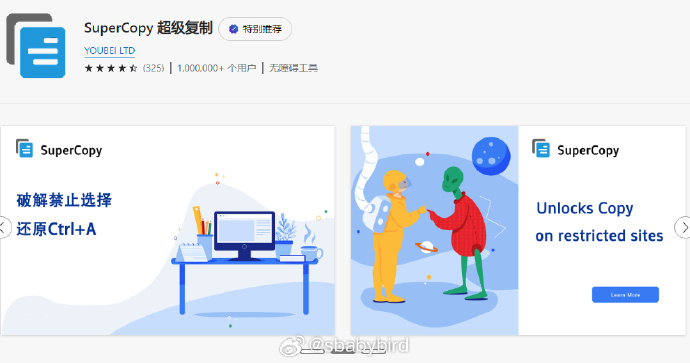 SuperCopy 超级复制
特别推荐
YOUBEI LTD
(325) | 1,000,000+ 个用户 | 无障碍工具
SuperCopy
破解禁止选择
还原Ctrl+A
SuperCopy
Unlocks Copy
on restricted sites
Learn More
@sbabybird